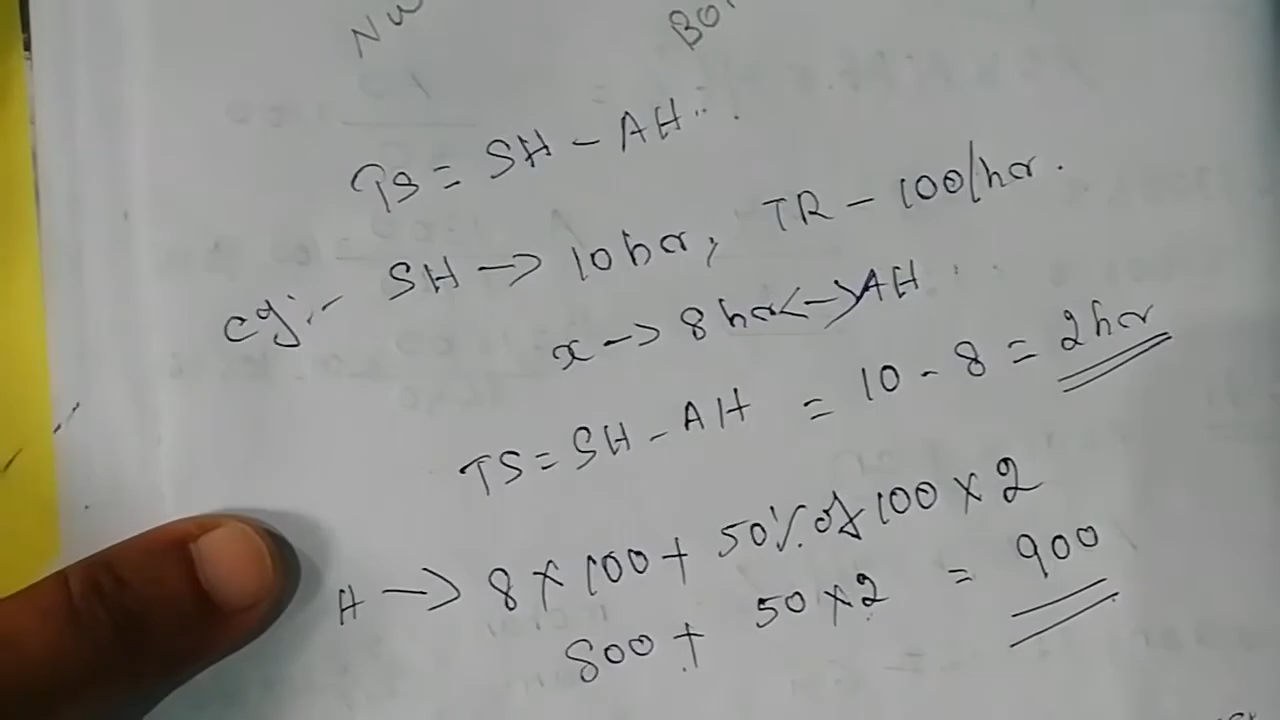 TS = SH - AH
eg:- SH -> 10 hr, TR - 100/hr.
x -> 8 hr <-> AH
TS = SH - AH = 10 - 8 = 2 hr
H -> 8 x 100 + 50% of 100 x 2
800 + 50 x 2 = 900